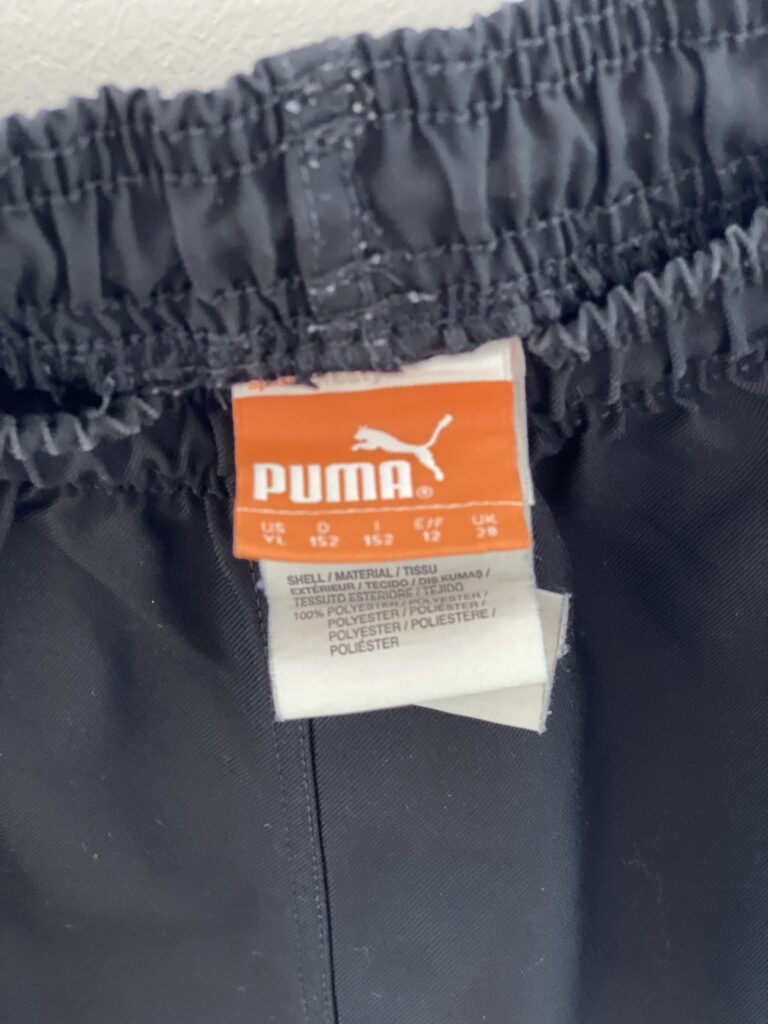 PUMA®
US D I E/F UK
YL 152 152 12 28
SHELL / MATERIAL / TISSU
EXTÉRIEUR / TECIDO / DIŞ KUMAŞ /
TESSUTO ESTERIORE / TEJIDO
100% POLYESTER / POLYESTER /
POLYESTER / POLIÉSTER /
POLYESTER / POLIESTERE /
POLIÉSTER